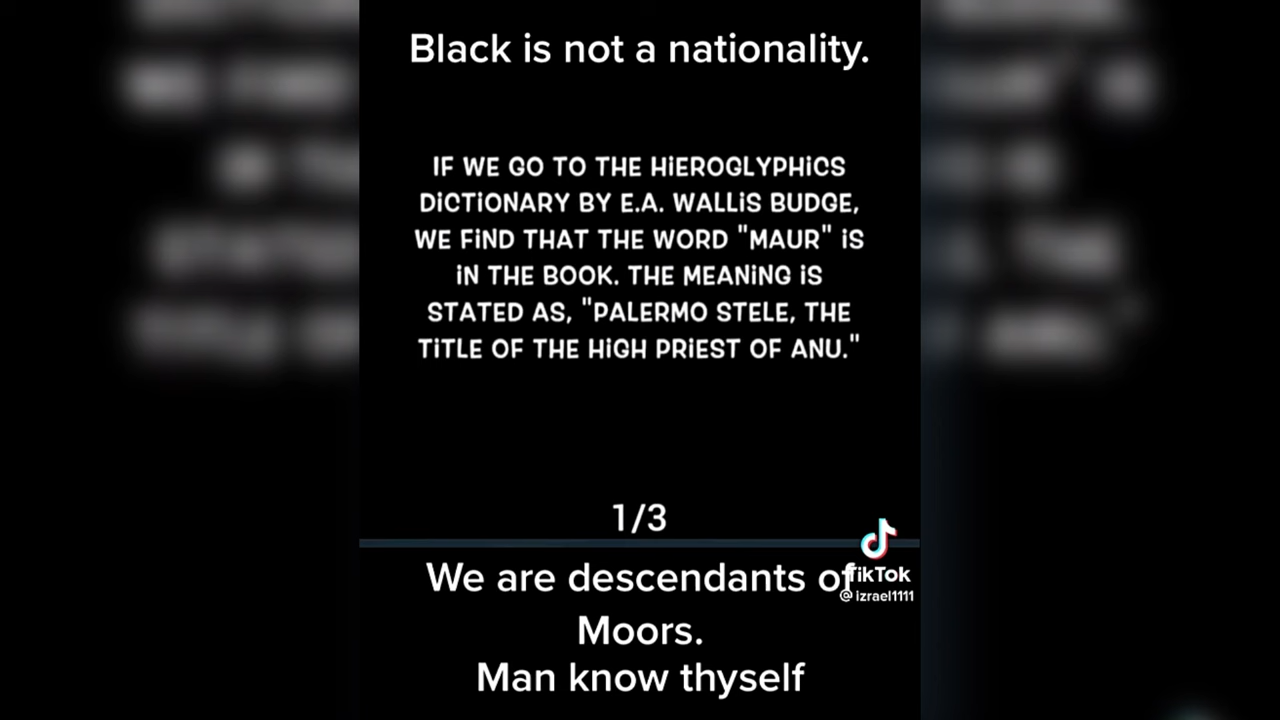 Black is not a nationality.
IF WE GO TO THE HiEROGLYPHiCS
DiCTiONARY BY E.A. WALLiS BUDGE,
WE FiND THAT THE WORD "MAUR" iS
iN THE BOOK. THE MEANiNG iS
STATED AS, "PALERMO STELE, THE
TiTLE OF THE HiGH PRiEST OF ANU."
1/3
We are descendants of
TikTok
@izrael1111
Moors.
Man know thyself